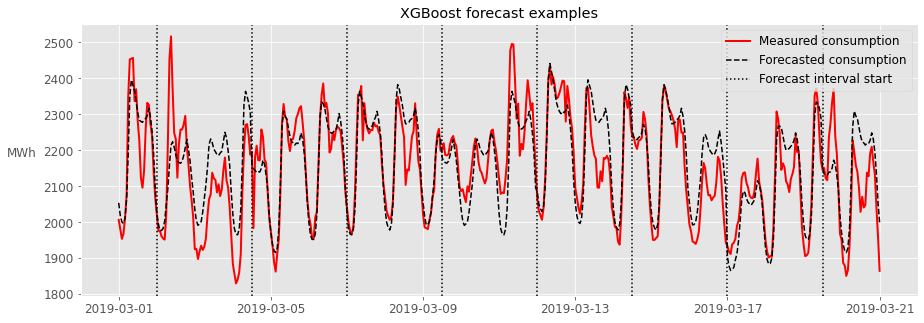 XGBoost forecast examples
MWh
2500
2400
2300
2200
2100
2000
1900
1800
Measured consumption
Forecasted consumption
Forecast interval start
2019-03-01
2019-03-05
2019-03-09
2019-03-13
2019-03-17
2019-03-21